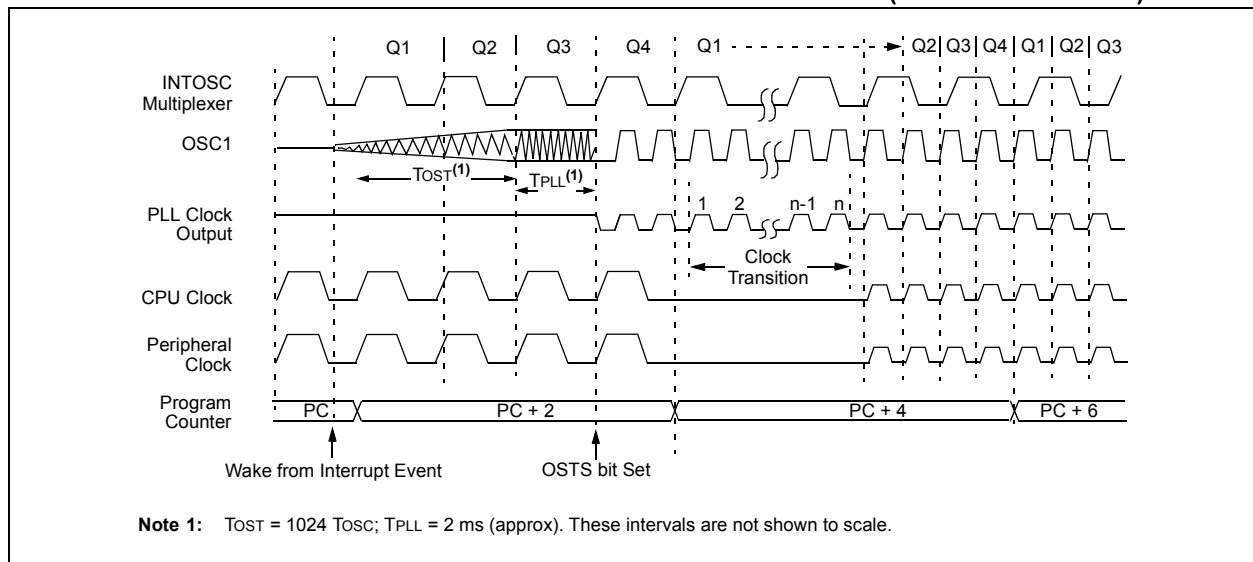 Q1 Q2 Q3 Q4 Q1 Q2 Q3 Q4 Q1 Q2 Q3
INTOSC
Multiplexer
OSC1
TOST(1)
TPLL(1)
1 2 n-1 n
PLL Clock
Output
Clock
Transition
CPU Clock
Peripheral
Clock
Program
Counter
PC PC + 2 PC + 4 PC + 6
Wake from Interrupt Event OSTS bit Set
Note 1: TOST = 1024 TOSC; TPLL = 2 ms (approx). These intervals are not shown to scale.